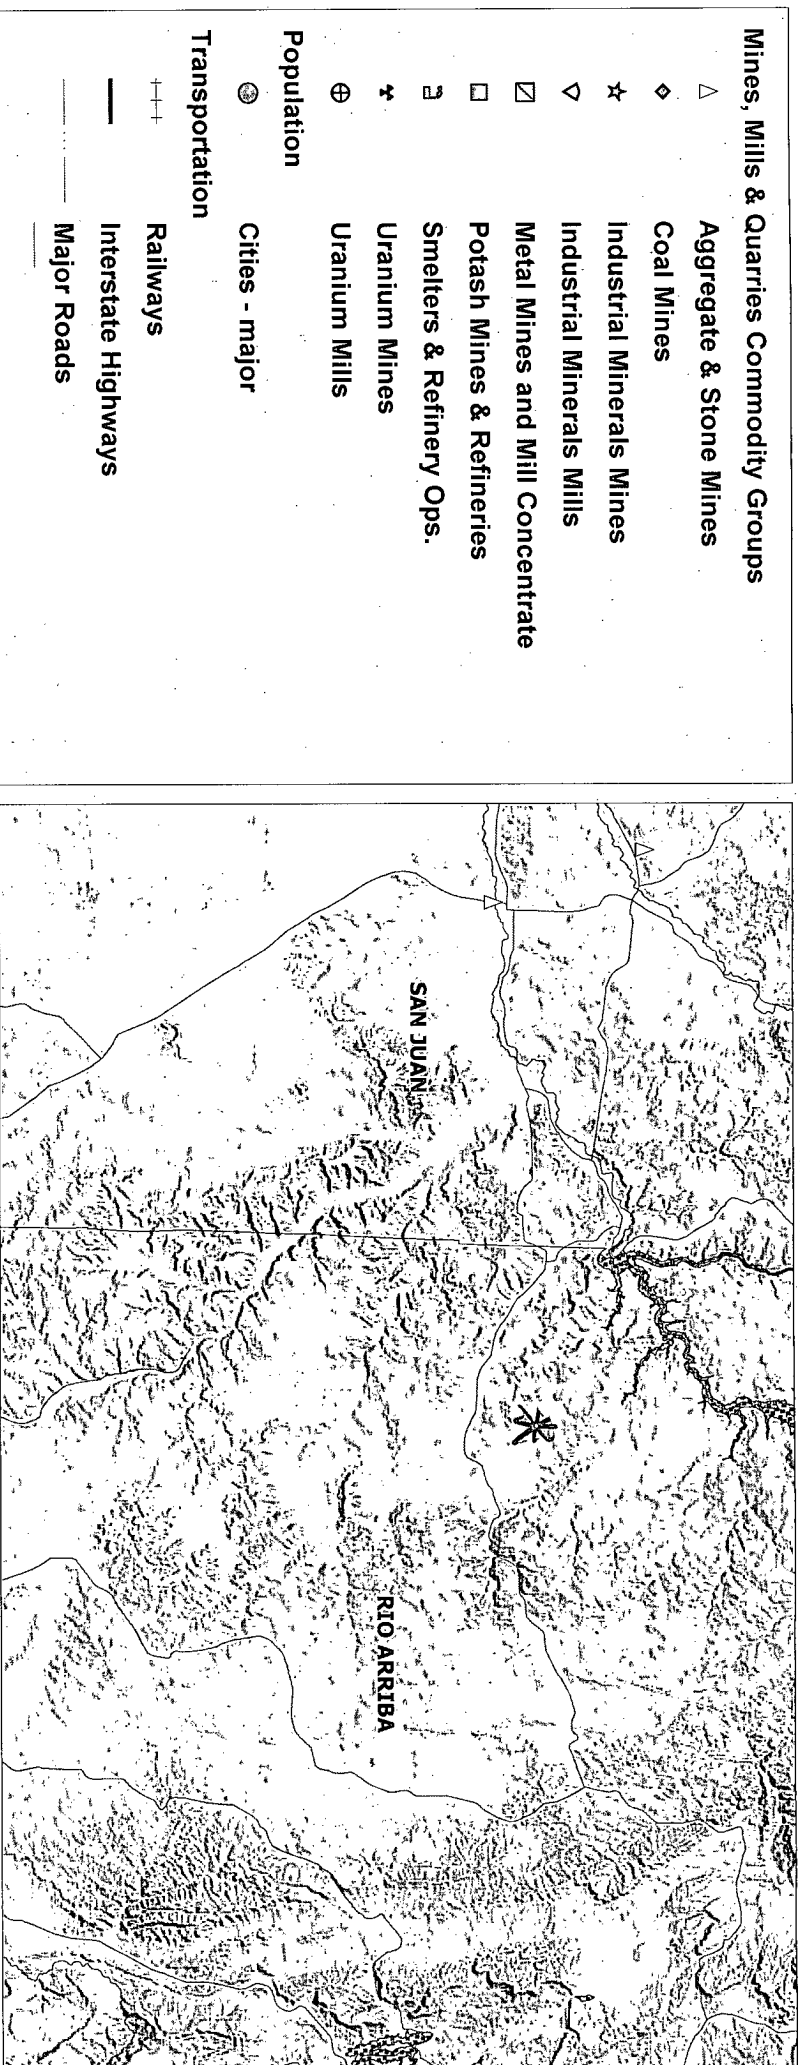 Mines, Mills & Quarries Commodity Groups
Aggregate & Stone Mines
Coal Mines
Industrial Minerals Mines
Industrial Minerals Mills
Metal Mines and Mill Concentrate
Potash Mines & Refineries
Smelters & Refinery Ops.
Uranium Mines
Uranium Mills
Population
Cities - major
Transportation
Railways
Interstate Highways
Major Roads
SAN JUAN
RIO ARRIBA